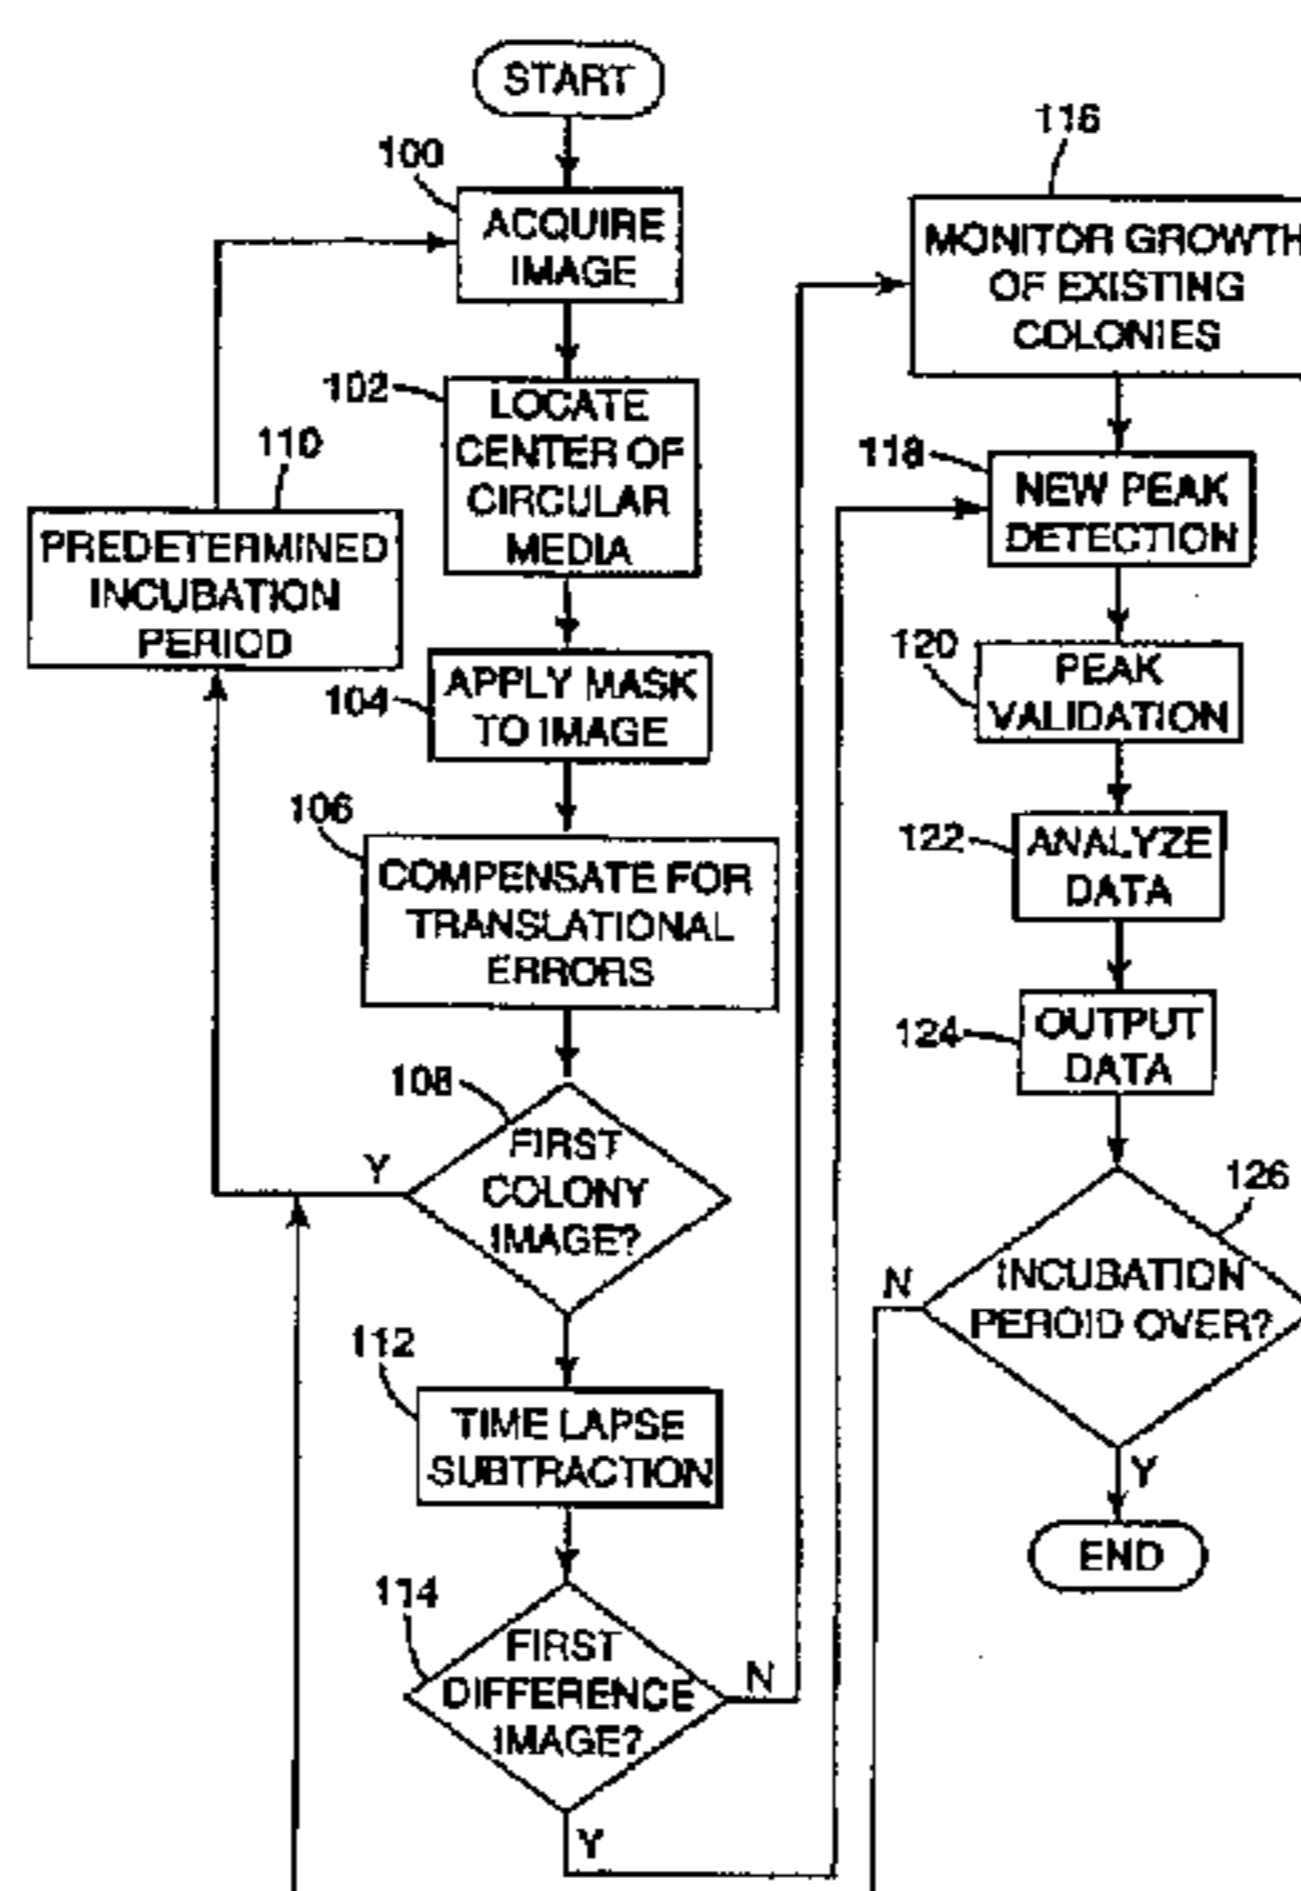 START
100
ACQUIRE
IMAGE
102
LOCATE
CENTER OF
CIRCULAR
MEDIA
110
PREDETERMINED
INCUBATION
PERIOD
104
APPLY MASK
TO IMAGE
106
COMPENSATE FOR
TRANSLATIONAL
ERRORS
108
FIRST
COLONY
IMAGE?
Y
112
TIME LAPSE
SUBTRACTION
114
FIRST
DIFFERENCE
IMAGE?
N
Y
116
MONITOR GROWTH
OF EXISTING
COLONIES
118
NEW PEAK
DETECTION
120
PEAK
VALIDATION
122
ANALYZE
DATA
124
OUTPUT
DATA
126
INCUBATION
PEROID OVER?
N
Y
END